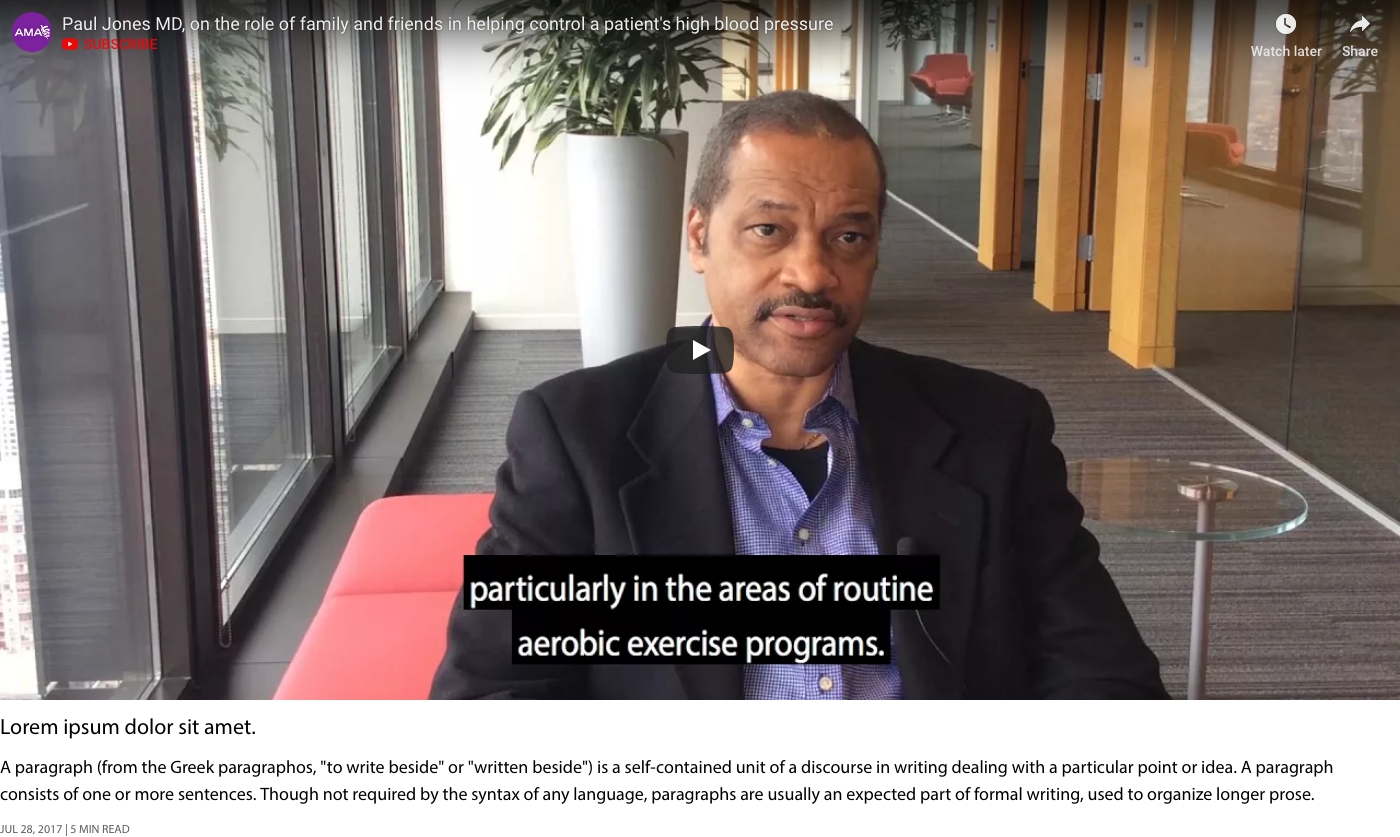 AMA
Paul Jones MD, on the role of family and friends in helping control a patient's high blood pressure
SUBSCRIBE
Watch later
Share
particularly in the areas of routine
aerobic exercise programs.
Lorem ipsum dolor sit amet.
A paragraph (from the Greek paragraphos, "to write beside" or "written beside") is a self-contained unit of a discourse in writing dealing with a particular point or idea. A paragraph
consists of one or more sentences. Though not required by the syntax of any language, paragraphs are usually an expected part of formal writing, used to organize longer prose.
JUL 28, 2017 | 5 MIN READ